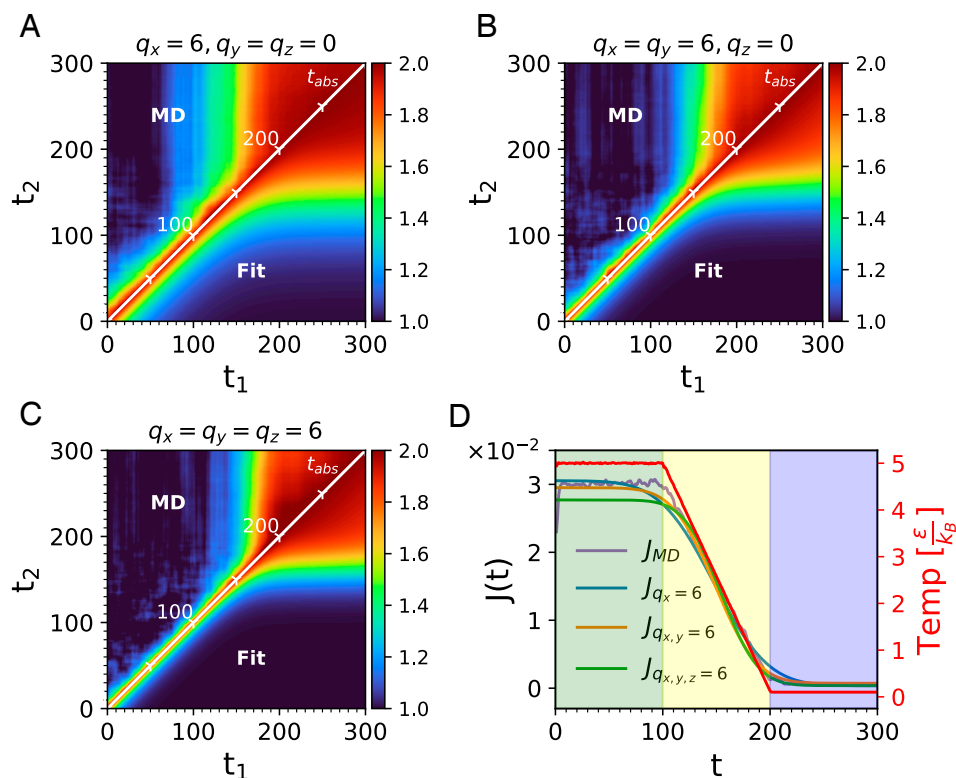 A
q_x = 6, q_y = q_z = 0
300
200
100
0
t_2
MD
t_abs
200
100
Fit
0
100
200
300
t_1
2.0
1.8
1.6
1.4
1.2
1.0
B
q_x = q_y = 6, q_z = 0
300
200
100
0
t_2
MD
t_abs
200
100
Fit
0
100
200
300
t_1
2.0
1.8
1.6
1.4
1.2
1.0
C
q_x = q_y = q_z = 6
300
200
100
0
t_2
MD
t_abs
200
100
Fit
0
100
200
300
t_1
2.0
1.8
1.6
1.4
1.2
1.0
D
×10⁻²
3
2
1
0
J(t)
J_MD
J_{q_x = 6}
J_{q_{x,y} = 6}
J_{q_{x,y,z} = 6}
0
100
200
300
t
5
4
3
2
1
0
Temp [ε/k_B]